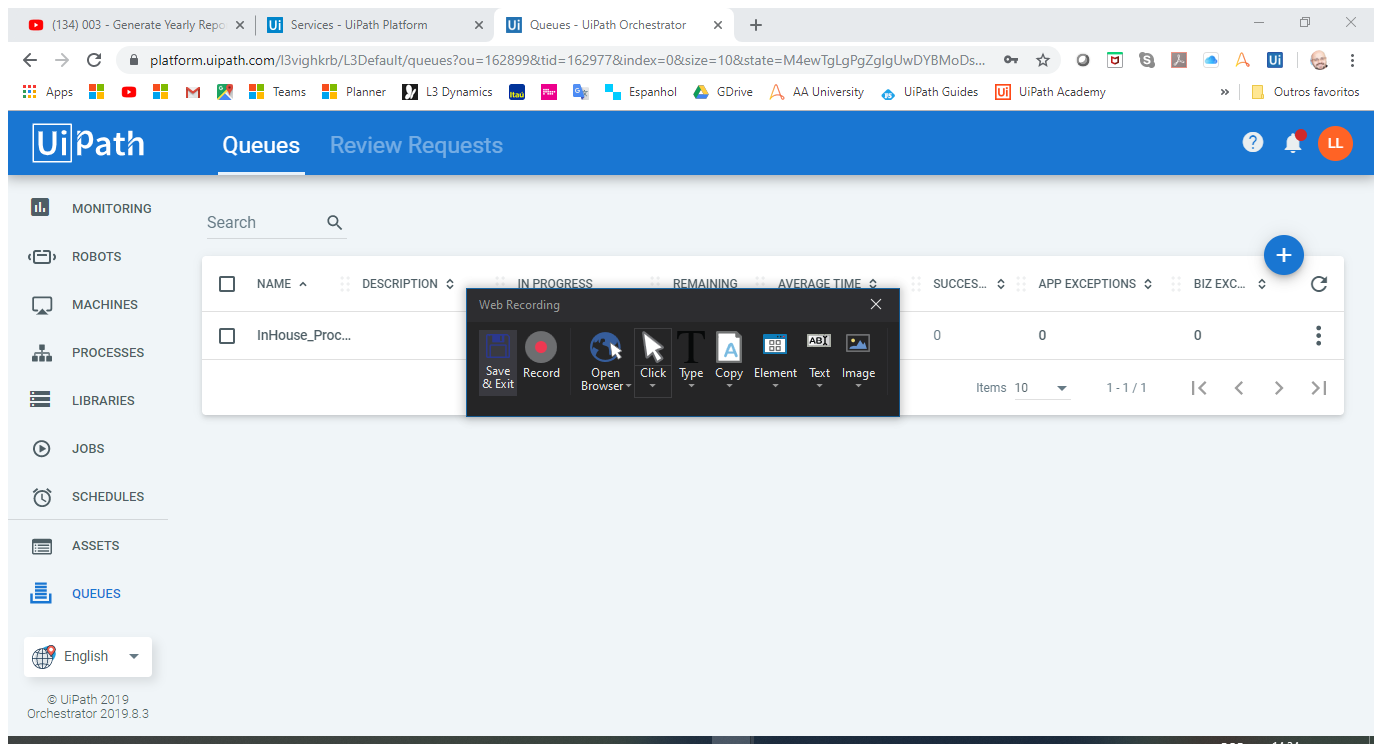 (134) 003 - Generate Yearly Repo
Services - UiPath Platform
Queues - UiPath Orchestrator
platform.uipath.com/l3vighkrb/L3Default/queues?ou=162899&tid=162977&index=0&size=10&state=M4ewTgLgPgZglgUwDYBMoDs...
Apps
Teams
Planner
L3 Dynamics
Itaú
Espanhol
GDrive
AA University
UiPath Guides
UiPath Academy
»
Outros favoritos
UiPath
Queues
Review Requests
LL
MONITORING
ROBOTS
MACHINES
PROCESSES
LIBRARIES
JOBS
SCHEDULES
ASSETS
QUEUES
English
© UiPath 2019
Orchestrator 2019.8.3
Search
NAME DESCRIPTION IN PROGRESS REMAINING AVERAGE TIME SUCCES... APP EXCEPTIONS BIZ EXC...
InHouse_Proc... 0 0 0
Items 10 1 - 1 / 1
Web Recording
Save
& Exit
Record
Open
Browser
Click
Type
Copy
Element
Text
Image